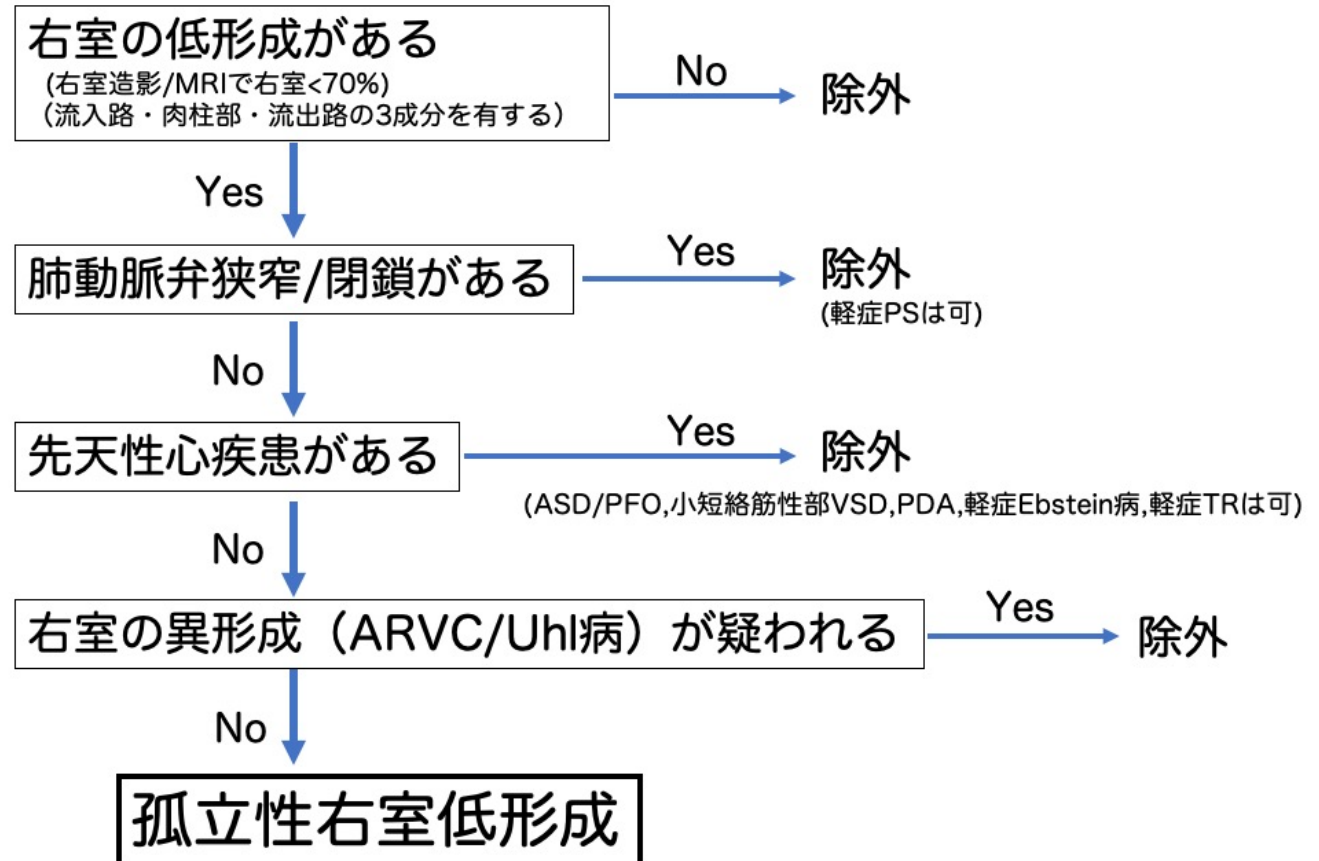 右室の低形成がある
(右室造影/MRIで右室<70%)
（流入路・肉柱部・流出路の3成分を有する）
No
除外
Yes
肺動脈弁狭窄/閉鎖がある
Yes
除外
(軽症PSは可)
No
先天性心疾患がある
Yes
除外
(ASD/PFO,小短絡筋性部VSD,PDA,軽症Ebstein病,軽症TRは可)
No
右室の異形成（ARVC/Uhl病）が疑われる
Yes
除外
No
孤立性右室低形成